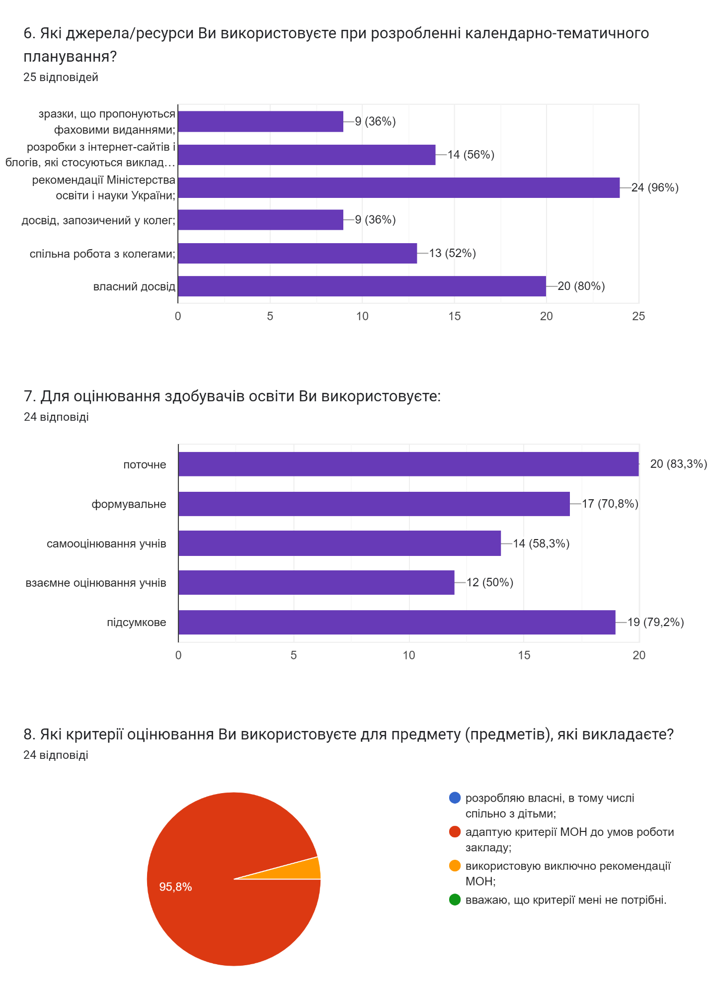 6. Які джерела/ресурси Ви використовуєте при розробленні календарно-тематичного
планування?
25 відповідей
зразки, що пропонуються
фаховими виданнями;
9 (36%)
розробки з інтернет-сайтів і
блогів, які стосуються виклад…
14 (56%)
рекомендації Міністерства
освіти і науки України;
24 (96%)
досвід, запозичений у колег;
9 (36%)
спільна робота з колегами;
13 (52%)
власний досвід
20 (80%)
0 5 10 15 20 25
7. Для оцінювання здобувачів освіти Ви використовуєте:
24 відповіді
поточне
20 (83,3%)
формувальне
17 (70,8%)
самооцінювання учнів
14 (58,3%)
взаємне оцінювання учнів
12 (50%)
підсумкове
19 (79,2%)
0 5 10 15 20
8. Які критерії оцінювання Ви використовуєте для предмету (предметів), які викладаєте?
24 відповіді
95,8%
розробляю власні, в тому числі
спільно з дітьми;
адаптую критерії МОН до умов роботи
закладу;
використовую виключно рекомендації
МОН;
вважаю, що критерії мені не потрібні.